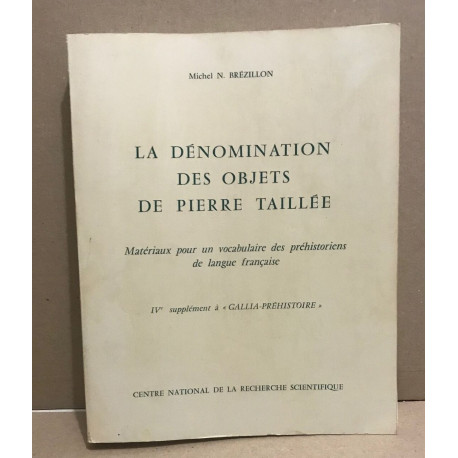 Michel N. BRÉZILLON
LA DÉNOMINATION
DES OBJETS
DE PIERRE TAILLÉE
Matériaux pour un vocabulaire des préhistoriens
de langue française
IVᵉ supplément à « GALLIA-PRÉHISTOIRE »
CENTRE NATIONAL DE LA RECHERCHE SCIENTIFIQUE